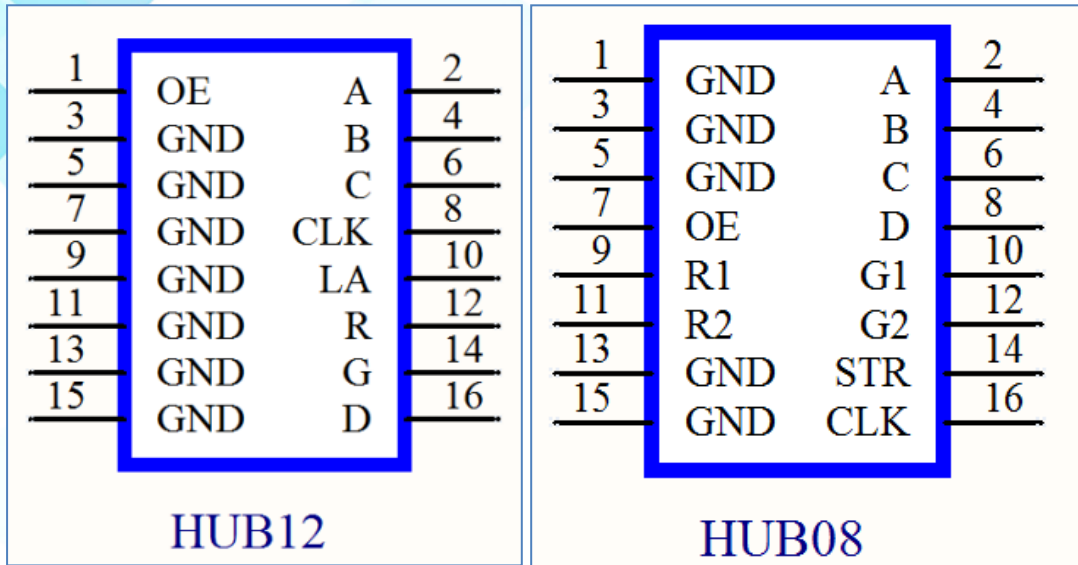 1 OE A 2
3 GND B 4
5 GND C 6
7 GND CLK 8
9 GND LA 10
11 GND R 12
13 GND G 14
15 GND D 16
HUB12
1 GND A 2
3 GND B 4
5 GND C 6
7 OE D 8
9 R1 G1 10
11 R2 G2 12
13 GND STR 14
15 GND CLK 16
HUB08